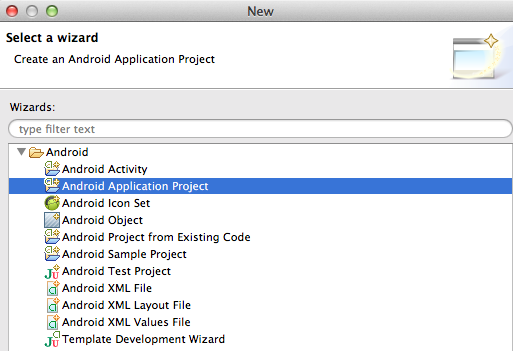 New
Select a wizard
Create an Android Application Project
Wizards:
type filter text
Android
Android Activity
Android Application Project
Android Icon Set
Android Object
Android Project from Existing Code
Android Sample Project
Android Test Project
Android XML File
Android XML Layout File
Android XML Values File
Template Development Wizard